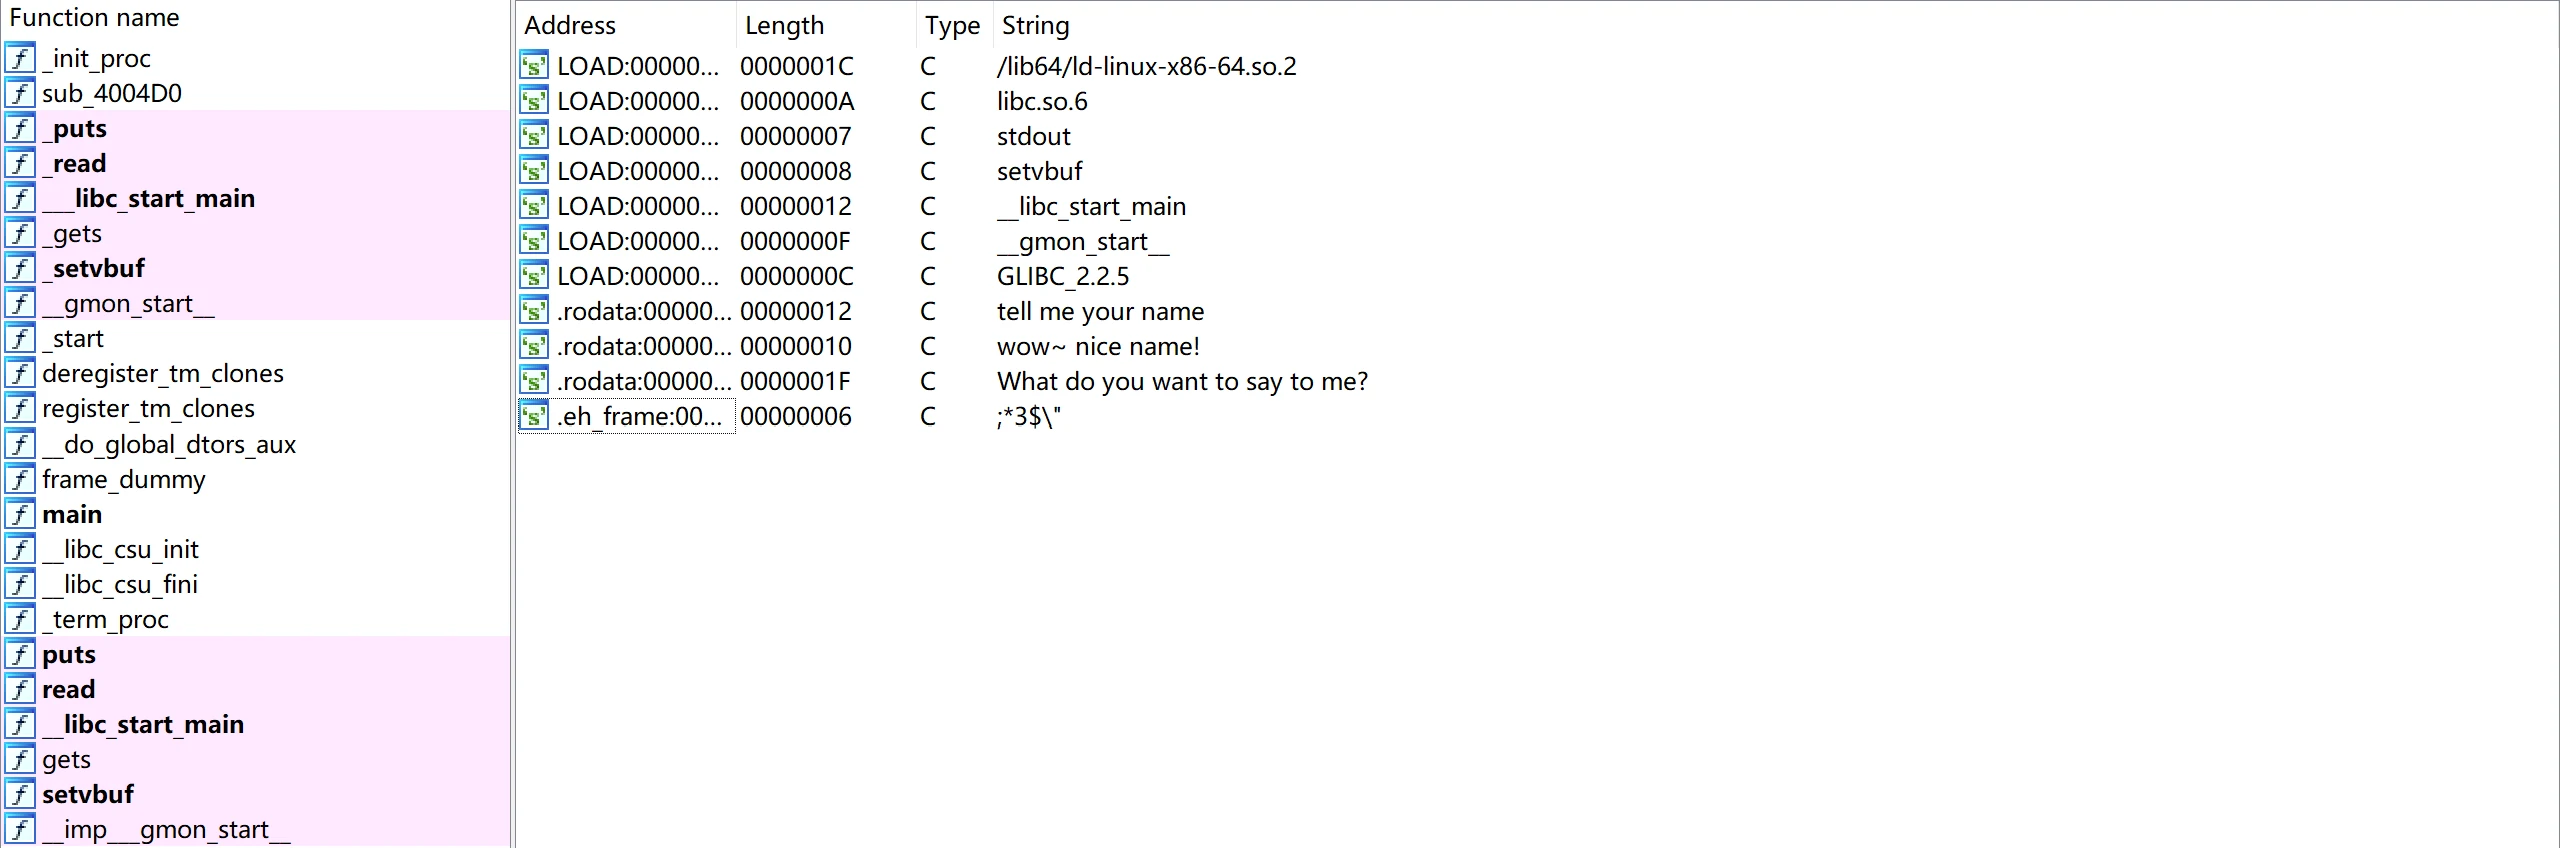 Function name
_init_proc
sub_4004D0
_puts
_read
___libc_start_main
_gets
_setvbuf
__gmon_start__
_start
deregister_tm_clones
register_tm_clones
__do_global_dtors_aux
frame_dummy
main
__libc_csu_init
__libc_csu_fini
_term_proc
puts
read
__libc_start_main
gets
setvbuf
__imp___gmon_start__
Address Length Type String
LOAD:00000... 0000001C C /lib64/ld-linux-x86-64.so.2
LOAD:00000... 0000000A C libc.so.6
LOAD:00000... 00000007 C stdout
LOAD:00000... 00000008 C setvbuf
LOAD:00000... 00000012 C __libc_start_main
LOAD:00000... 0000000F C __gmon_start__
LOAD:00000... 0000000C C GLIBC_2.2.5
.rodata:00000... 00000012 C tell me your name
.rodata:00000... 00000010 C wow~ nice name!
.rodata:00000... 0000001F C What do you want to say to me?
.eh_frame:00... 00000006 C ;*3$\"